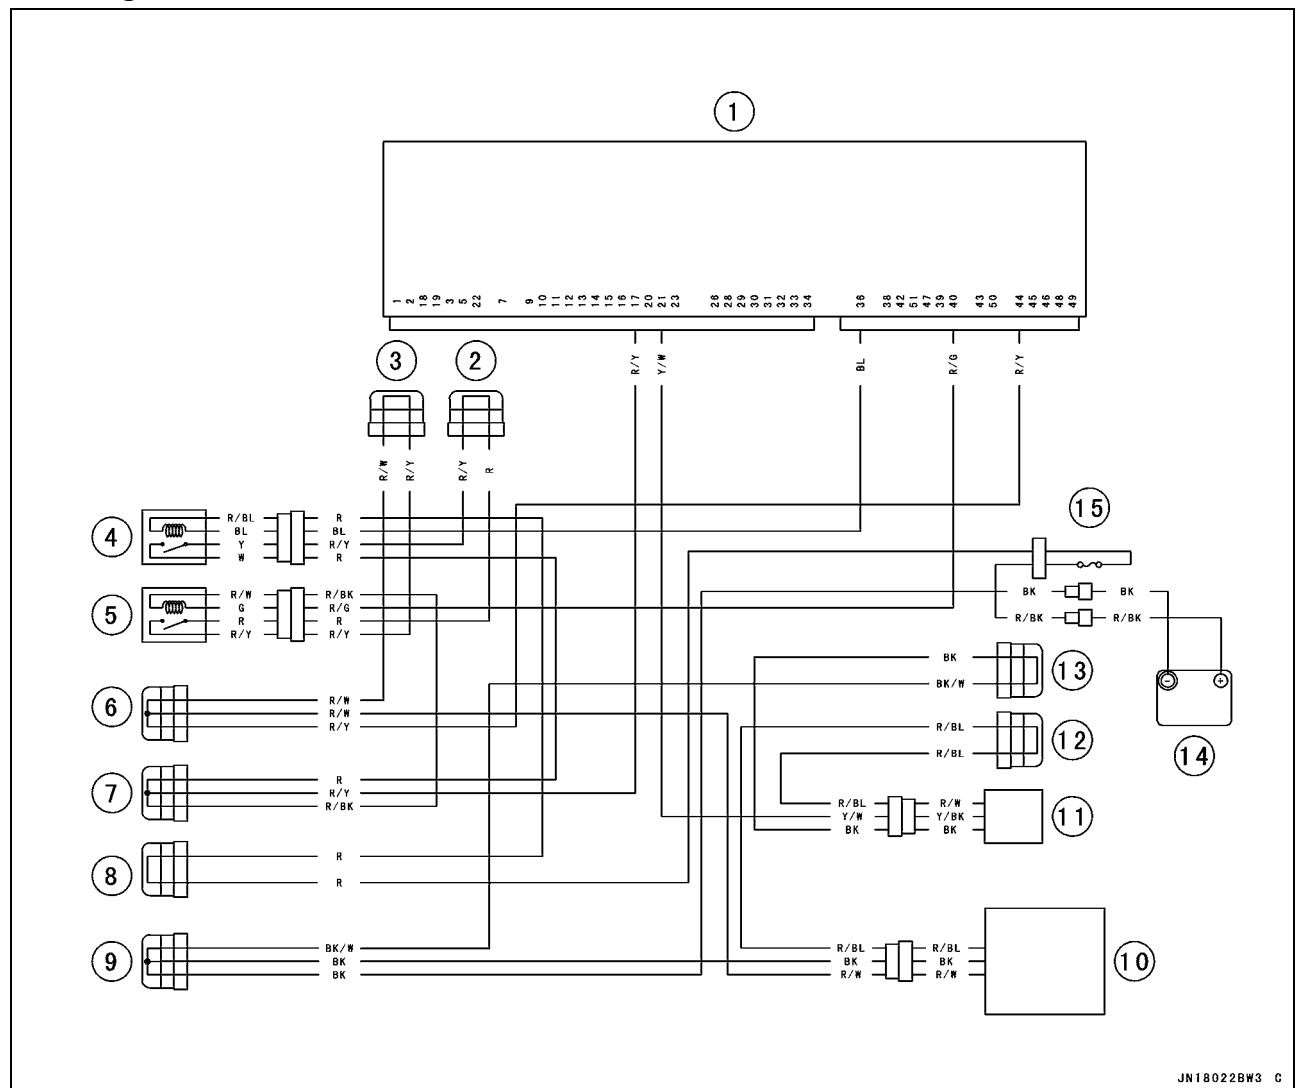 1
1 2 18 19 3 5 22 7 9 10 11 12 13 14 15 16 17 20 21 23 26 28 29 30 31 32 33 34 36 38 42 51 47 39 40 43 50 44 45 46 48 49
R/Y Y/W BL R/G R/Y
3 2
R/W R/Y R/Y R
15
4
R/BL R
BL BL
Y R/Y
W R
5
R/W R/BK
G R/G
R R
R/Y R/Y
BK BK
R/BK R/BK
BK
13
BK/W
6
R/W
R/W
R/Y
R/BL
12
R/BL
14
7
R
R/Y
R/BK
R/BL R/W
Y/W Y/BK
BK BK
11
8
R
R
9
BK/W
BK
BK
R/BL R/BL
BK BK
R/W R/W
10
JN18022BW3 C